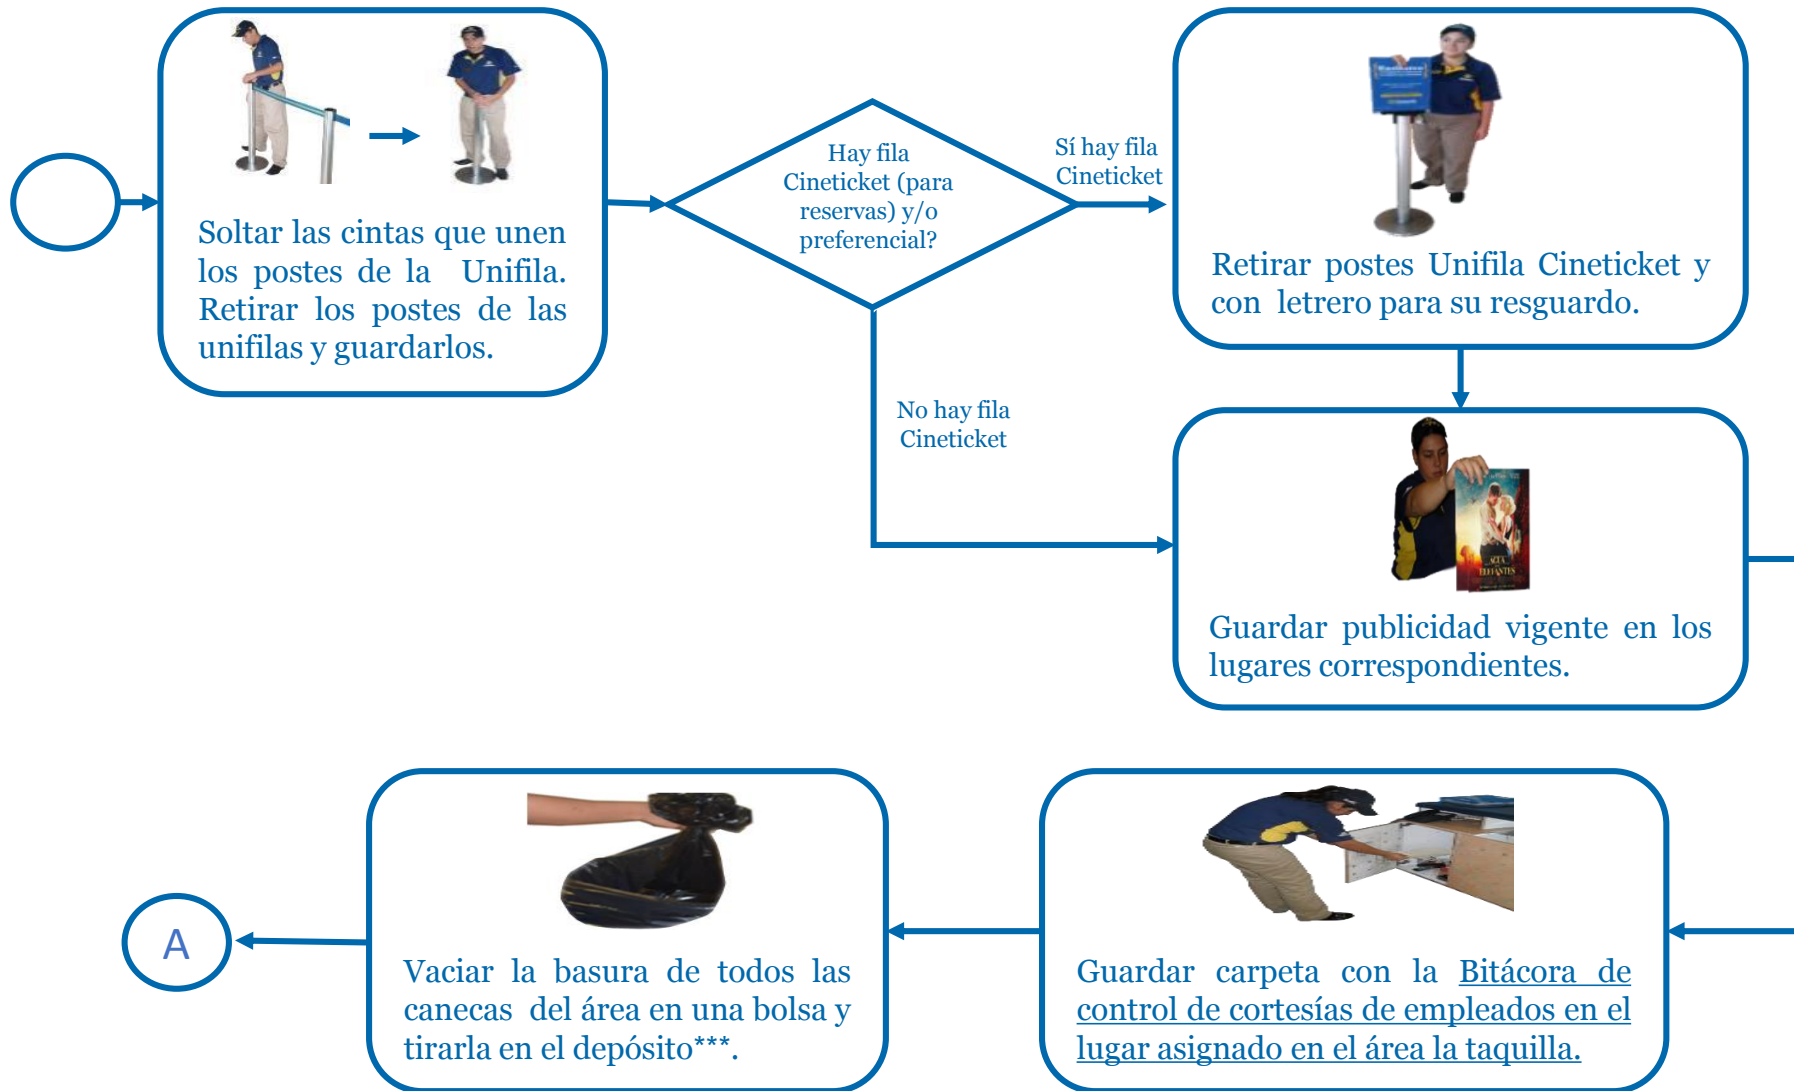 Soltar las cintas que unen
los postes de la Unifila.
Retirar los postes de las
unifilas y guardarlos.
Hay fila
Cineticket (para
reservas) y/o
preferencial?
Sí hay fila
Cineticket
Retirar postes Unifila Cineticket y
con letrero para su resguardo.
No hay fila
Cineticket
AGUA
ELEFANTES
Guardar publicidad vigente en los
lugares correspondientes.
Guardar carpeta con la Bitácora de
control de cortesías de empleados en el
lugar asignado en el área la taquilla.
Vaciar la basura de todos las
canecas del área en una bolsa y
tirarla en el depósito***.
A